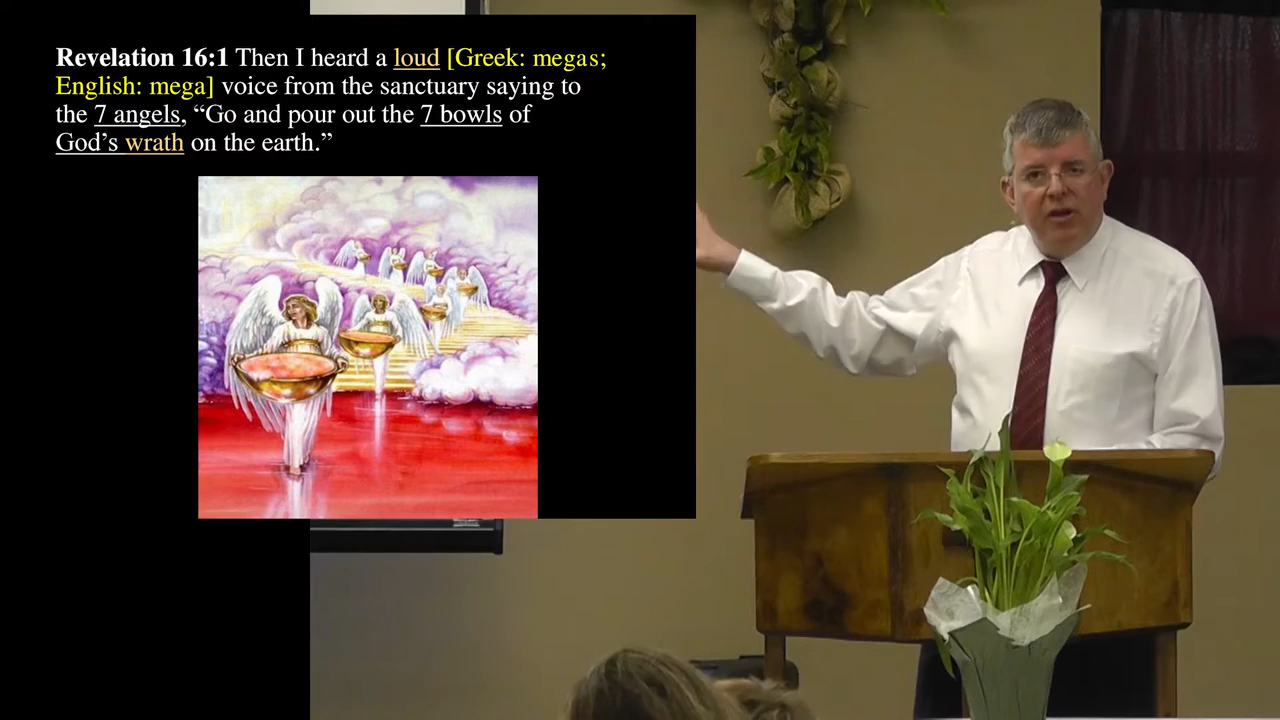 Revelation 16:1 Then I heard a loud [Greek: megas;
English: mega] voice from the sanctuary saying to
the 7 angels, “Go and pour out the 7 bowls of
God’s wrath on the earth.”